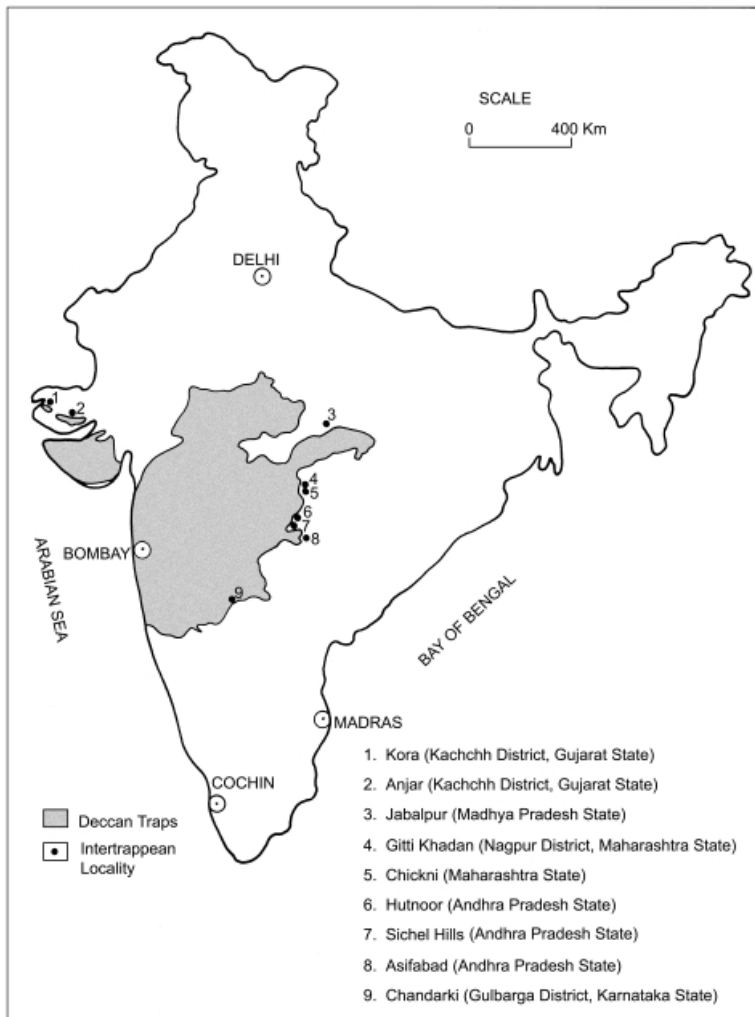 SCALE
0 400 Km
DELHI
1
2
3
4
5
6
7
8
BOMBAY
ARABIAN SEA
9
BAY OF BENGAL
MADRAS
COCHIN
Deccan Traps
Intertrappean
Locality
1. Kora (Kachchh District, Gujarat State)
2. Anjar (Kachchh District, Gujarat State)
3. Jabalpur (Madhya Pradesh State)
4. Gitti Khadan (Nagpur District, Maharashtra State)
5. Chickni (Maharashtra State)
6. Hutnoor (Andhra Pradesh State)
7. Sichel Hills (Andhra Pradesh State)
8. Asifabad (Andhra Pradesh State)
9. Chandarki (Gulbarga District, Karnataka State)